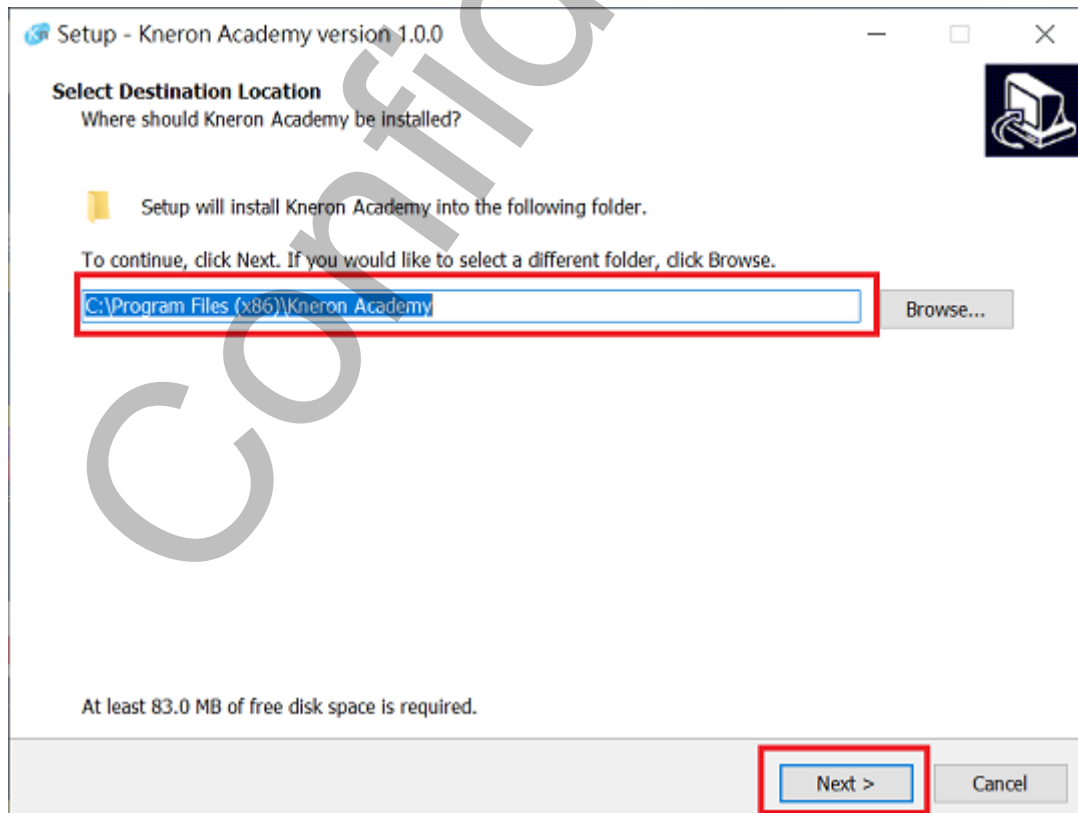 Setup - Kneron Academy version 1.0.0
Select Destination Location
Where should Kneron Academy be installed?
Setup will install Kneron Academy into the following folder.
To continue, click Next. If you would like to select a different folder, click Browse.
C:\Program Files (x86)\Kneron Academy
Browse...
At least 83.0 MB of free disk space is required.
Next >
Cancel
Confid